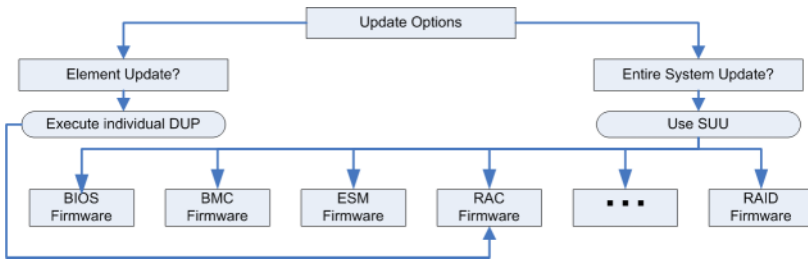 Update Options
Element Update?
Entire System Update?
Execute individual DUP
Use SUU
BIOS
Firmware
BMC
Firmware
ESM
Firmware
RAC
Firmware
...
RAID
Firmware